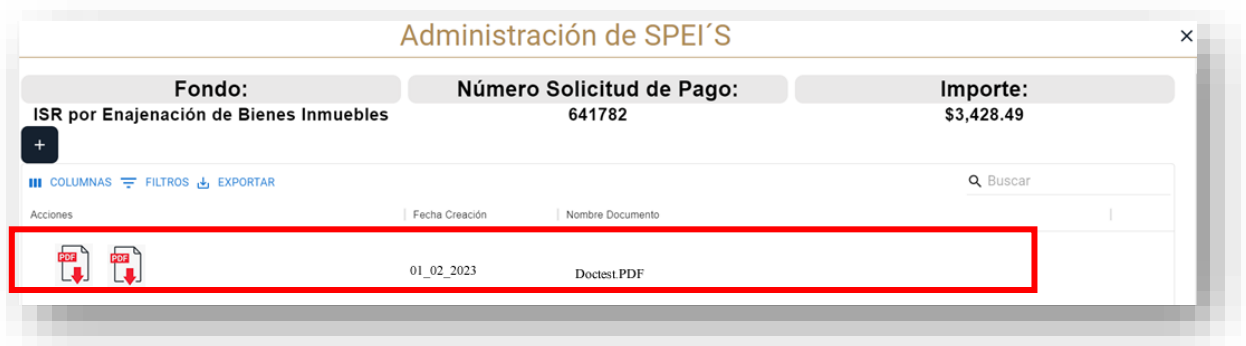 Administración de SPEI´S
×
Fondo: Número Solicitud de Pago: Importe:
ISR por Enajenación de Bienes Inmuebles 641782 $3,428.49
+
COLUMNAS FILTROS EXPORTAR Buscar
Acciones Fecha Creación Nombre Documento
PDF PDF 01_02_2023 Doctest.PDF